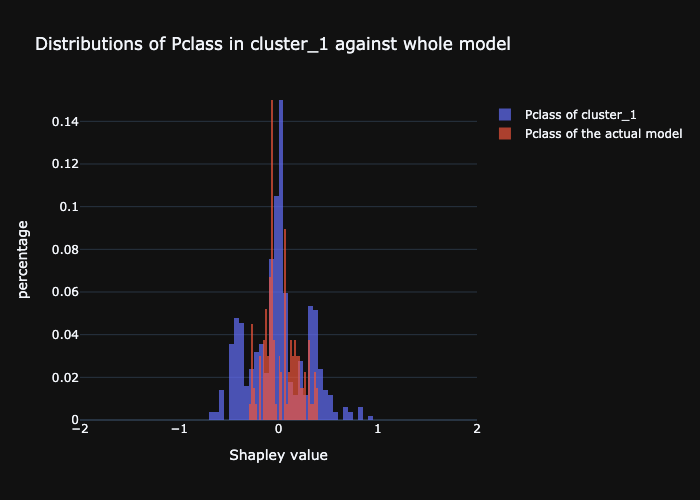 Distributions of Pclass in cluster_1 against whole model
Pclass of cluster_1
Pclass of the actual model
percentage
0.14
0.12
0.1
0.08
0.06
0.04
0.02
0
−2
−1
0
1
2
Shapley value